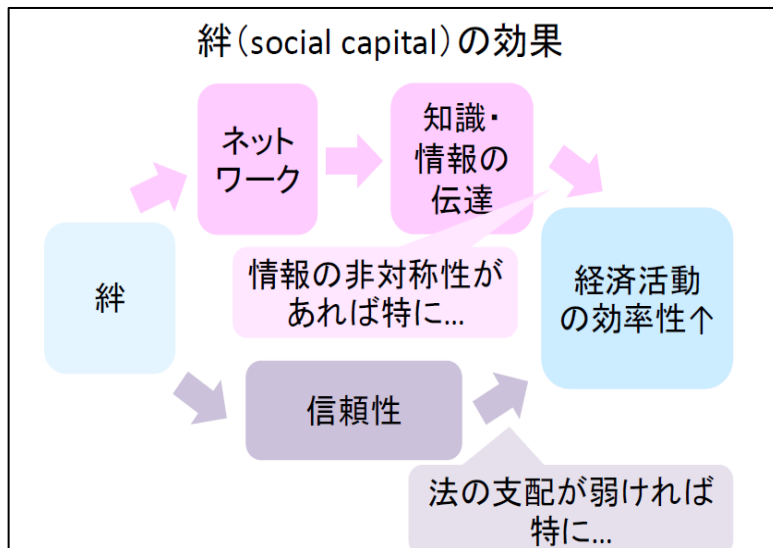 絆(social capital)の効果
ネット
ワーク
知識・
情報の
伝達
情報の非対称性が
あれば特に…
絆
経済活動
の効率性↑
信頼性
法の支配が弱ければ
特に…